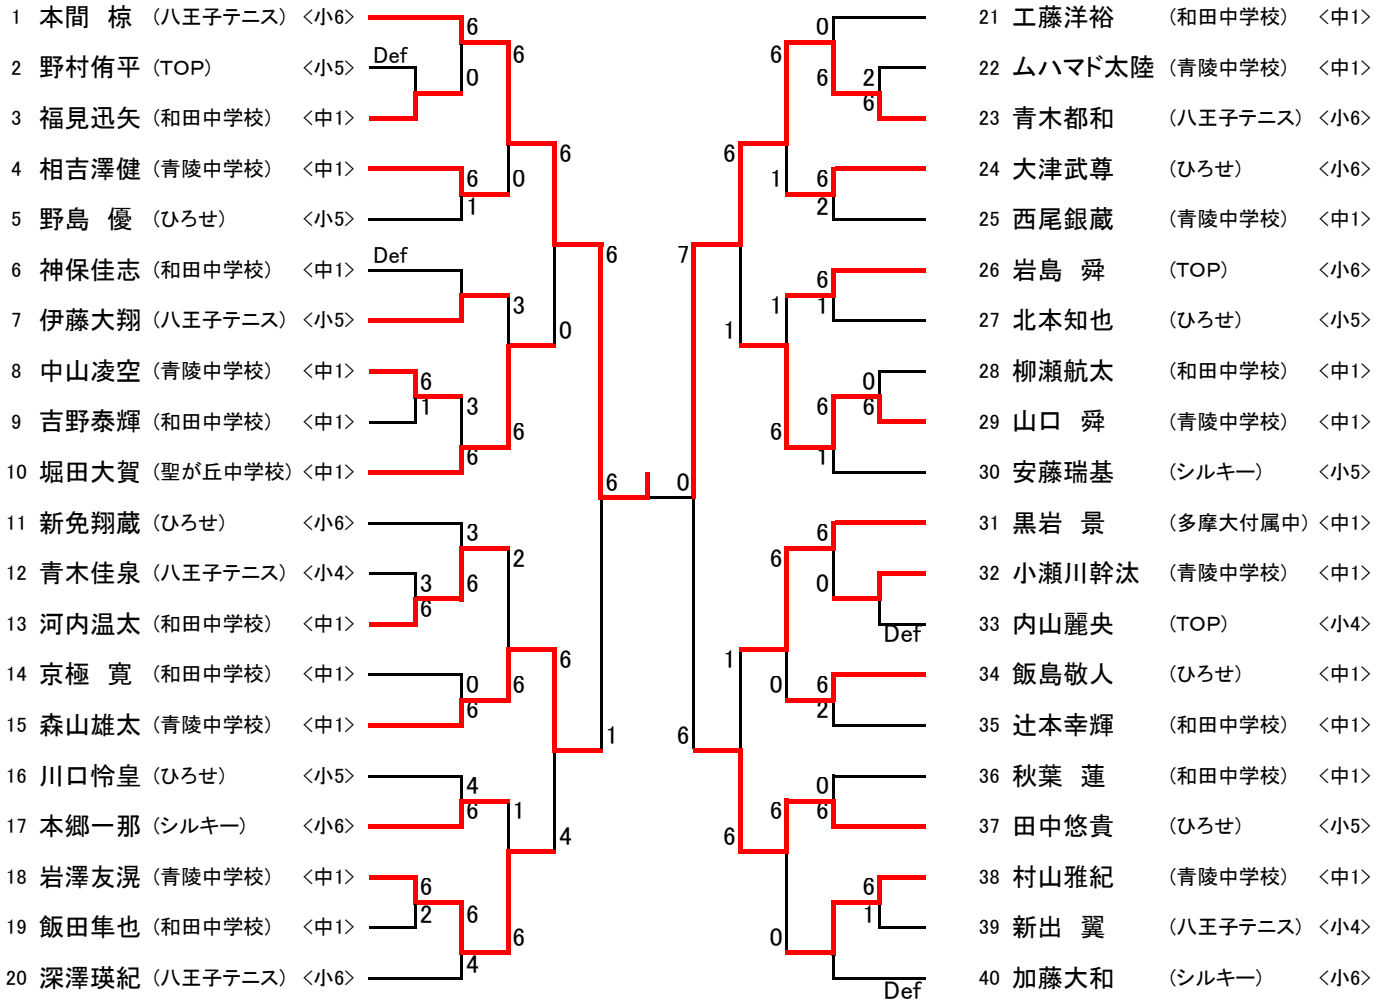 1 本間 椋 (八王子テニス) <小6>
2 野村侑平 (TOP) <小5> Def
3 福見迅矢 (和田中学校) <中1>
4 相吉澤健 (青陵中学校) <中1>
5 野島 優 (ひろせ) <小5>
6 神保佳志 (和田中学校) <中1> Def
7 伊藤大翔 (八王子テニス) <小5>
8 中山凌空 (青陵中学校) <中1>
9 吉野泰輝 (和田中学校) <中1>
10 堀田大賀 (聖が丘中学校) <中1>
11 新免翔蔵 (ひろせ) <小6>
12 青木佳泉 (八王子テニス) <小4>
13 河内温太 (和田中学校) <中1>
14 京極 寛 (和田中学校) <中1>
15 森山雄太 (青陵中学校) <中1>
16 川口怜皇 (ひろせ) <小5>
17 本郷一那 (シルキー) <小6>
18 岩澤友滉 (青陵中学校) <中1>
19 飯田隼也 (和田中学校) <中1>
20 深澤瑛紀 (八王子テニス) <小6>
6
0
6
1
6
1
3
6
3
6
0
6
4
6
6
2
6
4
6
0
3
6
3
6
2
6
1
6
6
0
6
4
6
1
6 0
7
6
6
1
1
6
6
1
1
6
6
0
6
0
0
6
2
6
6
2
6
1
0
6
6
1
6
0
6
2
0
6
6
1
21 工藤洋裕 (和田中学校) <中1>
22 ムハマド太陸 (青陵中学校) <中1>
23 青木都和 (八王子テニス) <小6>
24 大津武尊 (ひろせ) <小6>
25 西尾銀蔵 (青陵中学校) <中1>
26 岩島 舜 (TOP) <小6>
27 北本知也 (ひろせ) <小5>
28 柳瀬航太 (和田中学校) <中1>
29 山口 舜 (青陵中学校) <中1>
30 安藤瑞基 (シルキー) <小5>
31 黒岩 景 (多摩大付属中) <中1>
32 小瀬川幹汰 (青陵中学校) <中1>
Def 33 内山麗央 (TOP) <小4>
34 飯島敬人 (ひろせ) <中1>
35 辻本幸輝 (和田中学校) <中1>
36 秋葉 蓮 (和田中学校) <中1>
37 田中悠貴 (ひろせ) <小5>
38 村山雅紀 (青陵中学校) <中1>
39 新出 翼 (八王子テニス) <小4>
Def 40 加藤大和 (シルキー) <小6>